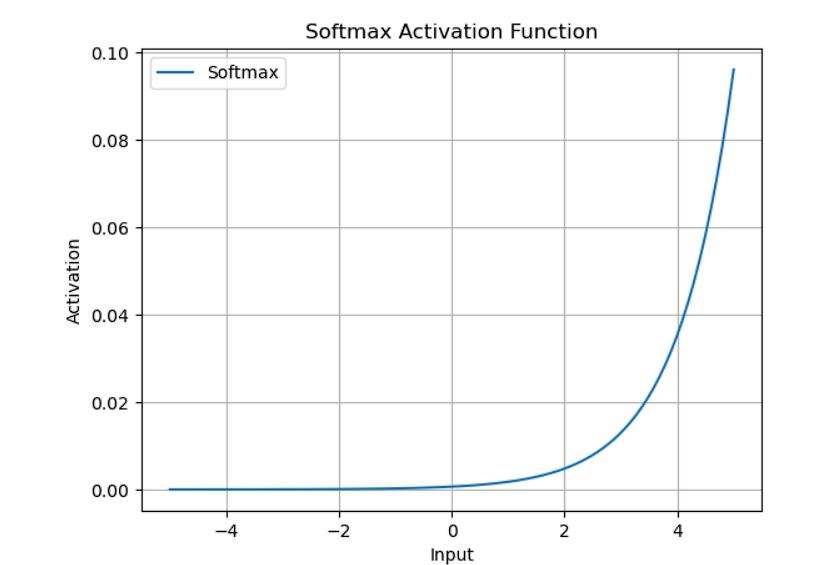 Softmax Activation Function
Softmax
0.10
0.08
0.06
0.04
0.02
0.00
Activation
−4 −2 0 2 4
Input